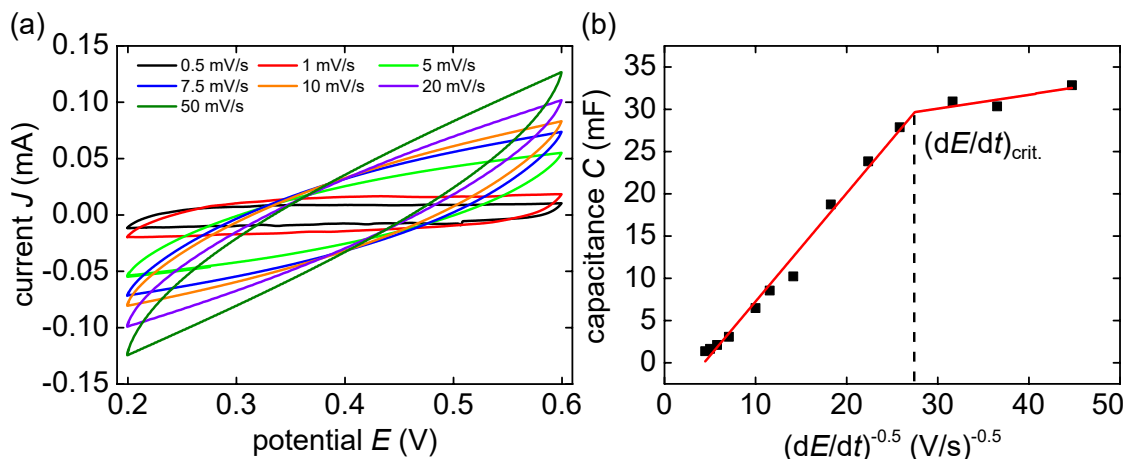 (a)
0.15
0.10
0.05
0.00
-0.05
-0.10
-0.15
current J (mA)
0.5 mV/s 1 mV/s 5 mV/s
7.5 mV/s 10 mV/s 20 mV/s
50 mV/s
0.2 0.3 0.4 0.5 0.6
potential E (V)
(b)
35
30
25
20
15
10
5
0
capacitance C (mF)
(dE/dt)crit.
0 10 20 30 40 50
(dE/dt)-0.5 (V/s)-0.5